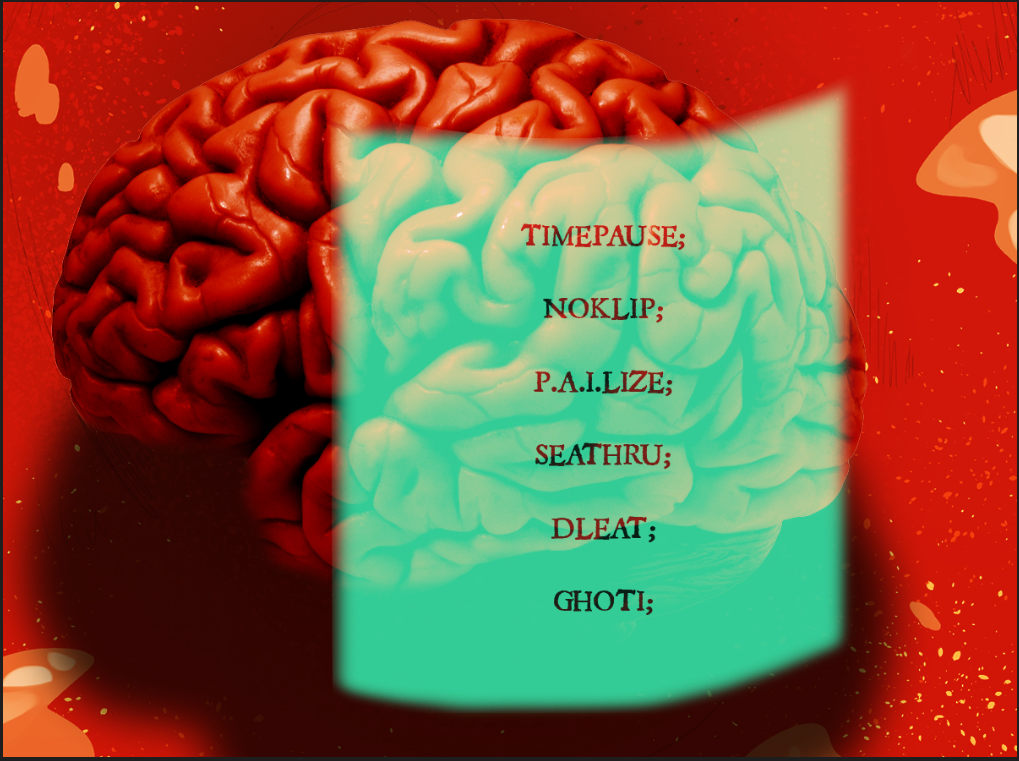 TIMEPAUSE;
NOKLIP;
P.A.I.LIZE;
SEATHRU;
DLEAT;
GHOTI;